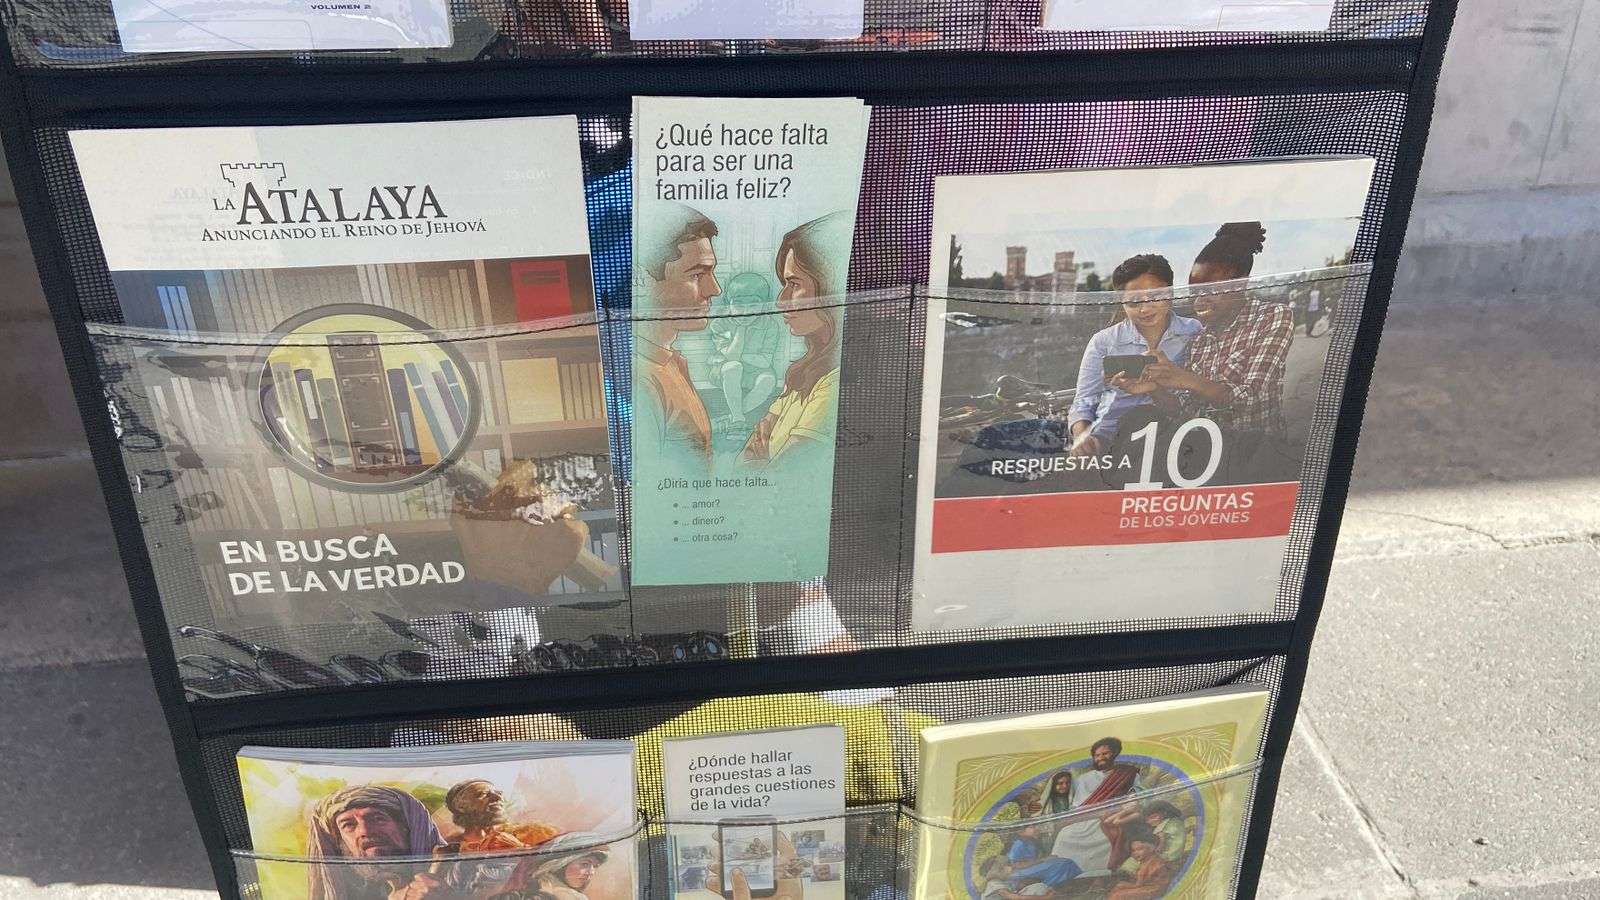 VOLUMEN 2
LA ATALAYA
ANUNCIANDO EL REINO DE JEHOVÁ
EN BUSCA
DE LA VERDAD
¿Qué hace falta
para ser una
familia feliz?
¿Diría que hace falta...
● ... amor?
● ... dinero?
● ... otra cosa?
RESPUESTAS A 10
PREGUNTAS
DE LOS JÓVENES
¿Dónde hallar
respuestas a las
grandes cuestiones
de la vida?